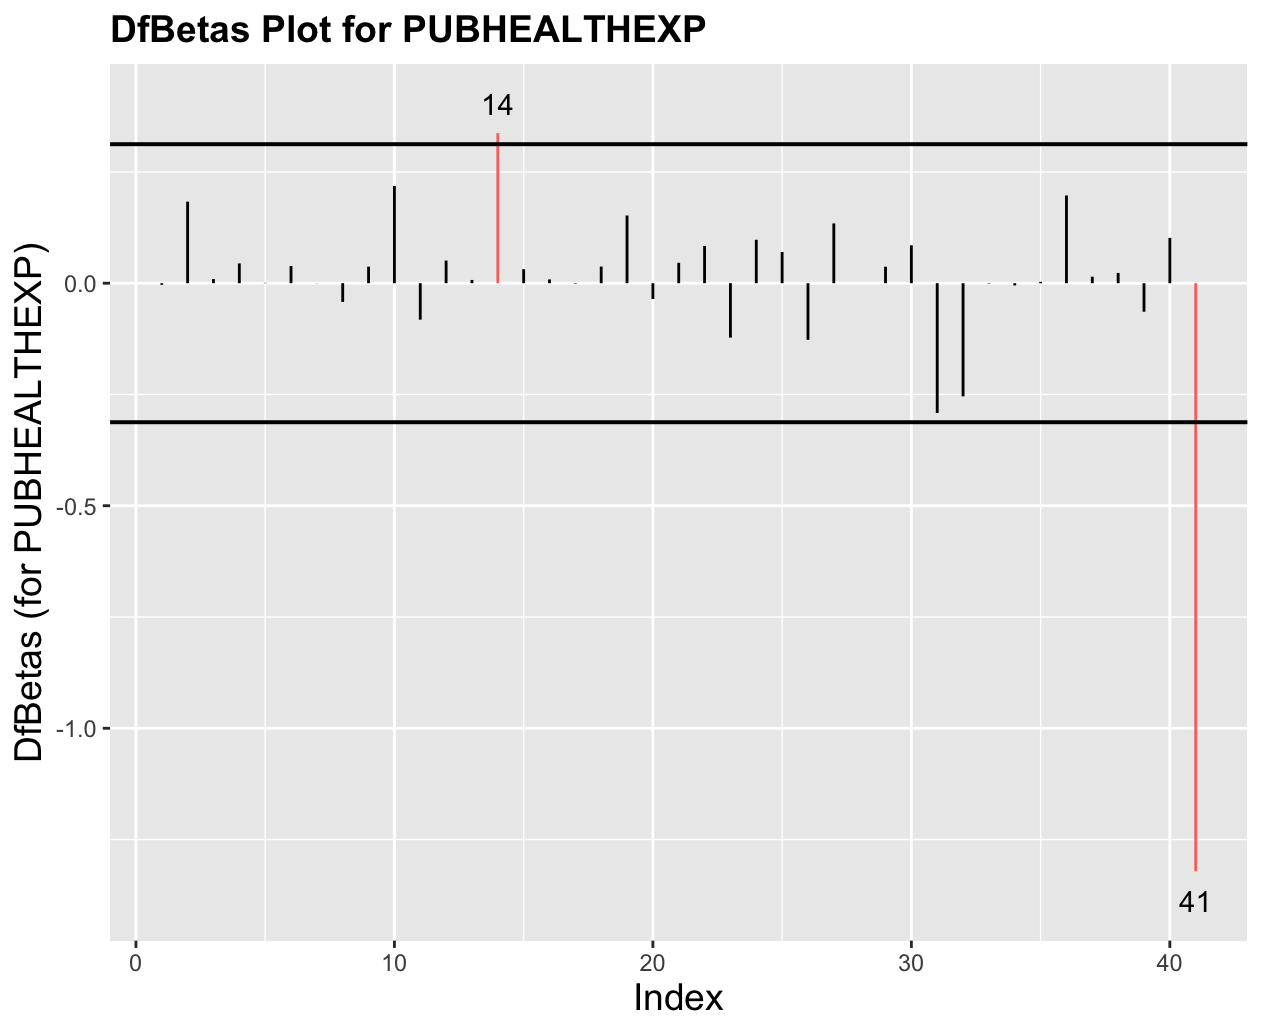 DfBetas Plot for PUBHEALTHEXP
14
0.0
-0.5
-1.0
DfBetas (for PUBHEALTHEXP)
41
0 10 20 30 40
Index